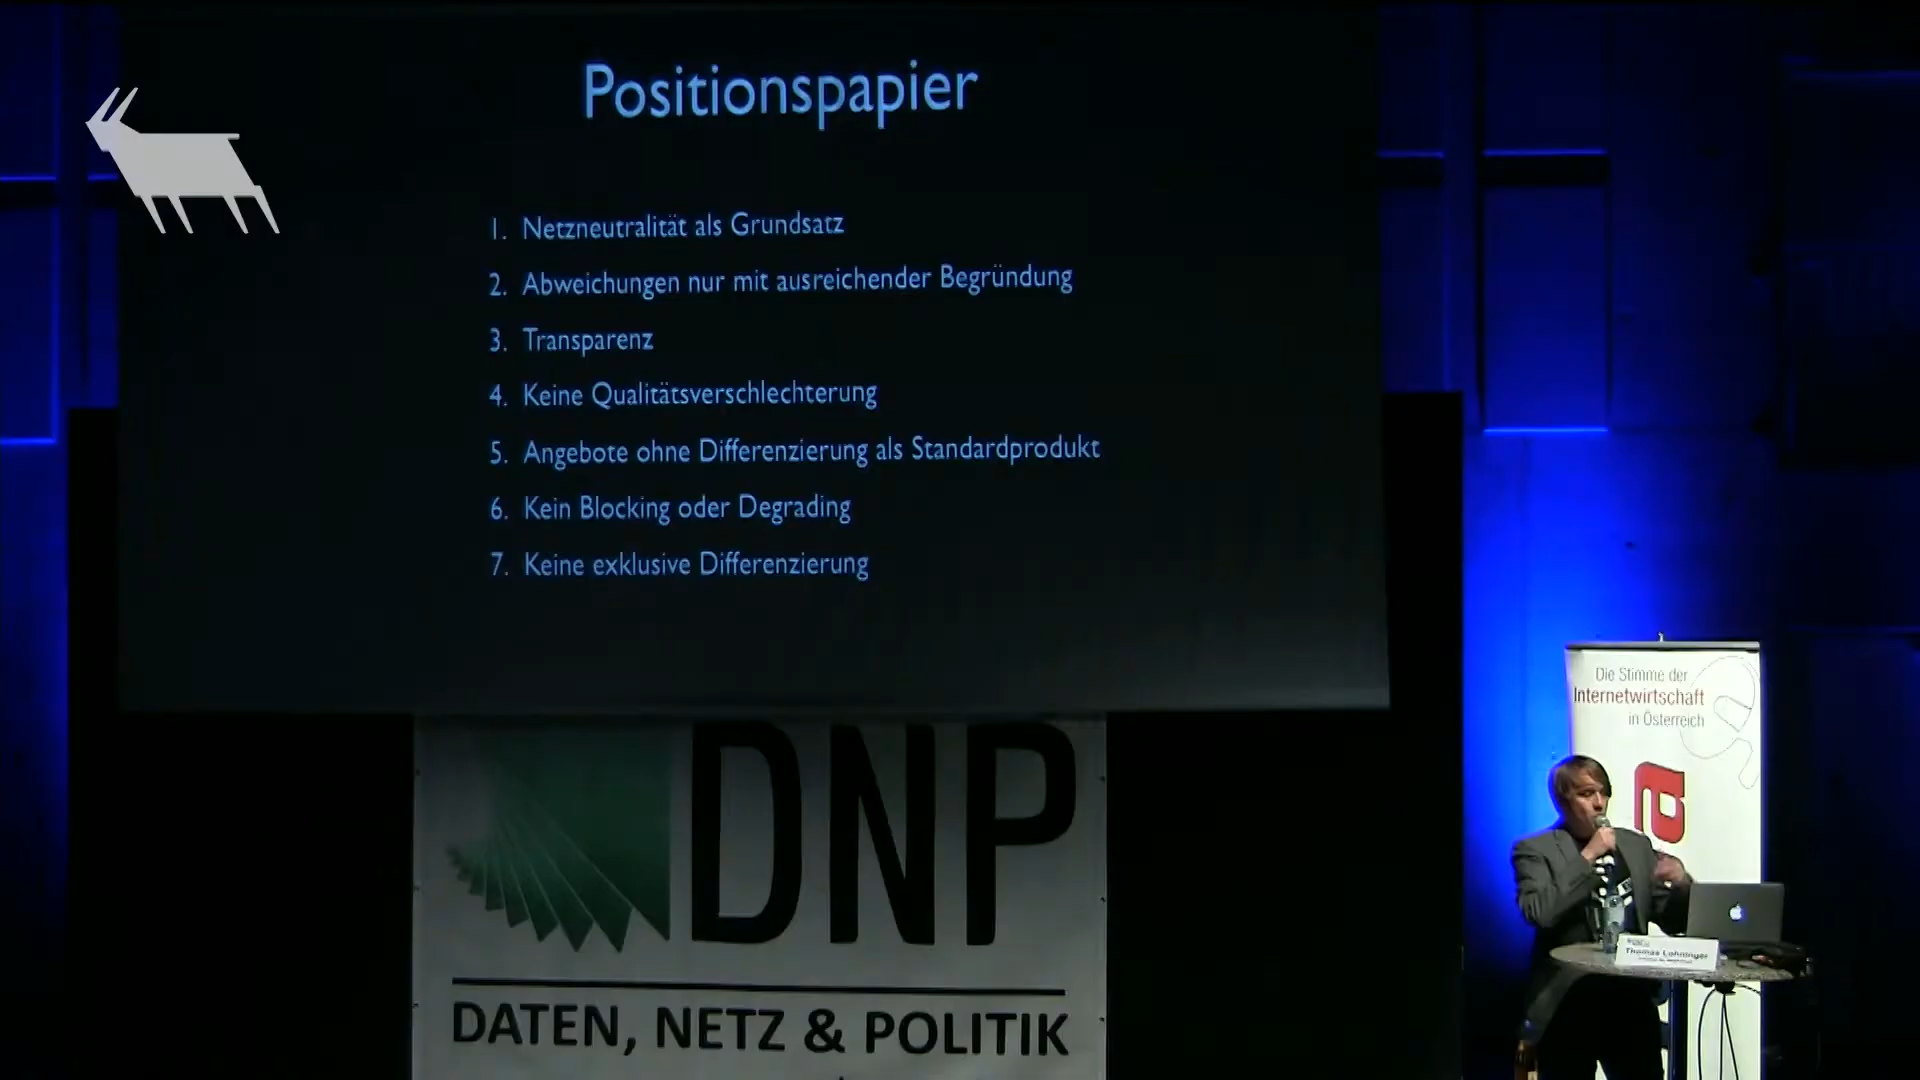 Positionspapier
1. Netzneutralität als Grundsatz
2. Abweichungen nur mit ausreichender Begründung
3. Transparenz
4. Keine Qualitätsverschlechterung
5. Angebote ohne Differenzierung als Standardprodukt
6. Kein Blocking oder Degrading
7. Keine exklusive Differenzierung
Die Stimme der
Internetwirtschaft
in Österreich
a
DNP
DATEN, NETZ & POLITIK
Thomas Lohninger